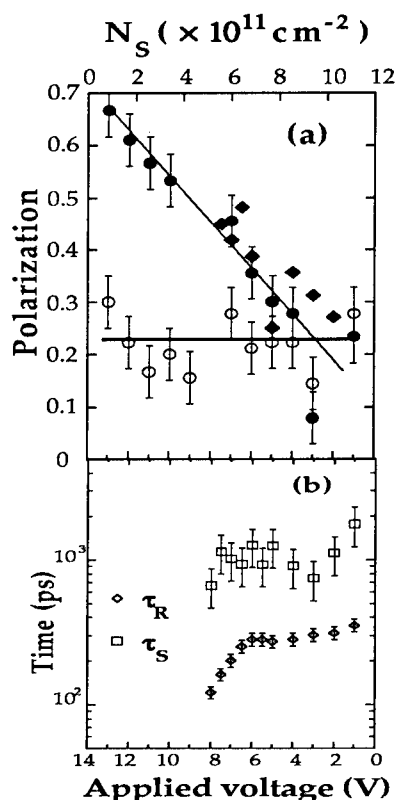 N_S ( × 10^11 cm^-2)
0 2 4 6 8 10 12
0.7
(a)
0.6
0.5
0.4
0.3
0.2
0.1
0
Polarization
(b)
10^3
10^2
Time (ps)
τ_R
τ_S
14 12 10 8 6 4 2 0
Applied voltage (V)